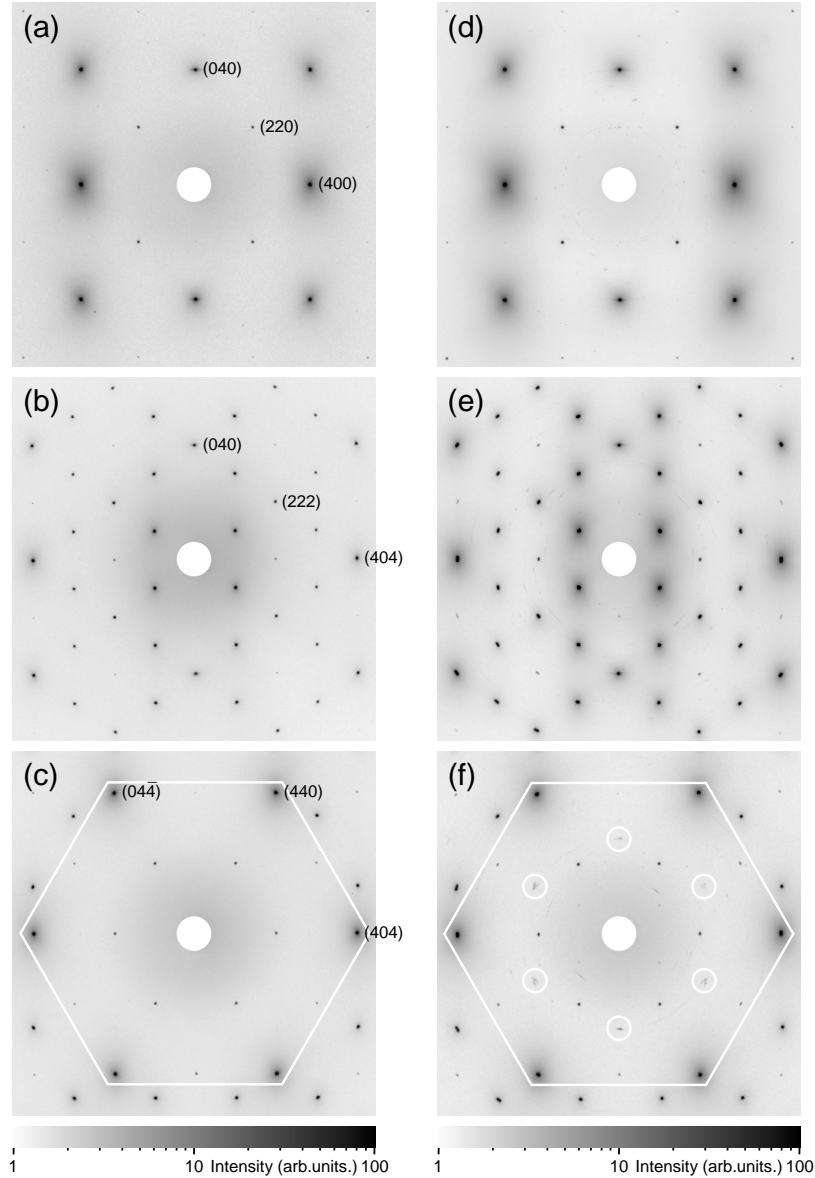 (a)
(040)
(220)
(400)
(d)
(b)
(040)
(222)
(404)
(e)
(c)
(044̅)
(440)
(404)
(f)
1 10 Intensity (arb.units.) 100
1 10 Intensity (arb.units.) 100